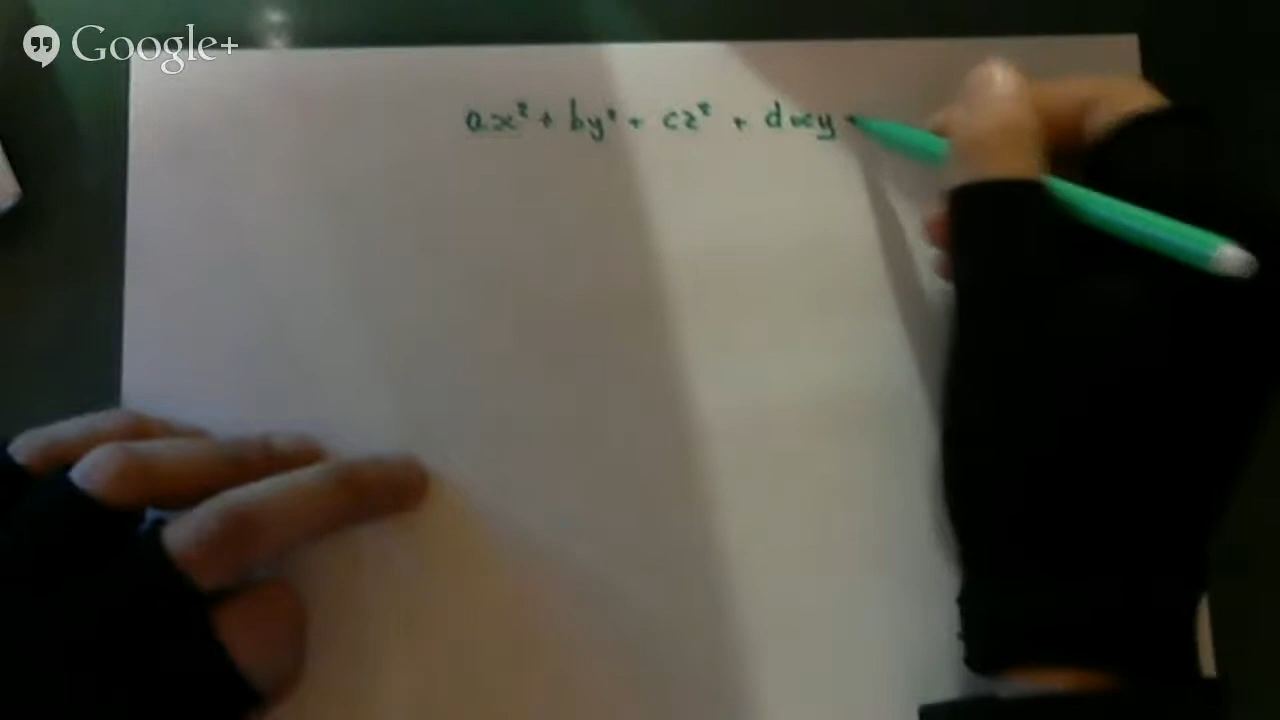 Google+
ax² + by² + cz² + dxy +